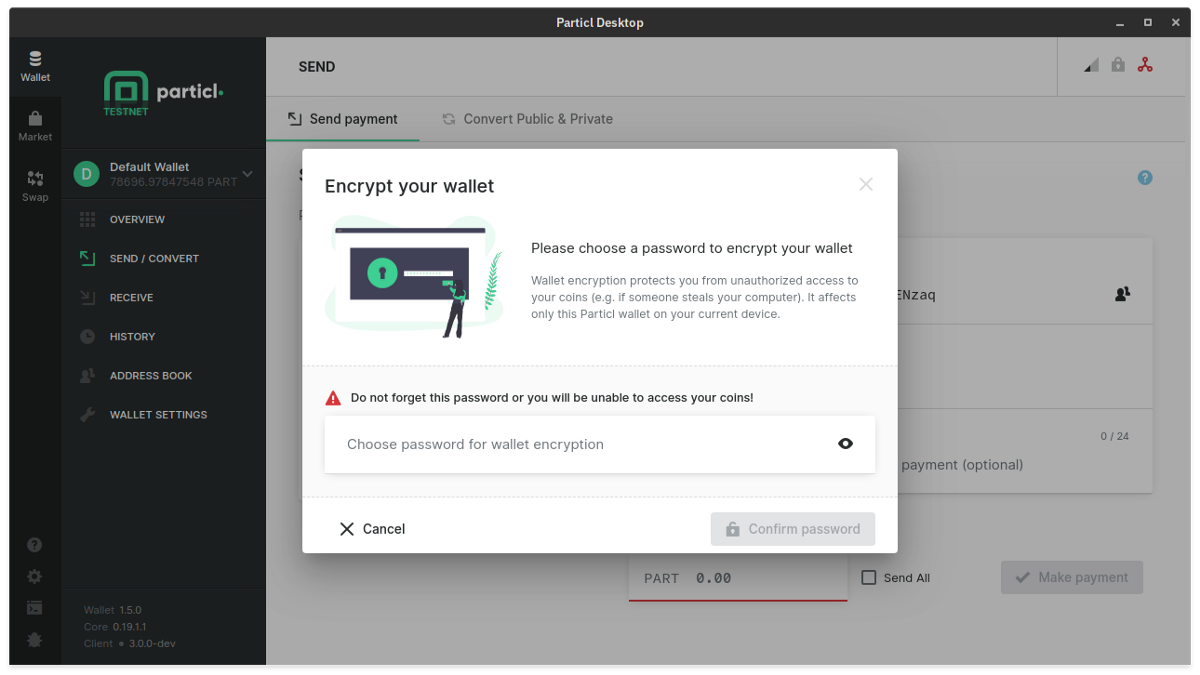 Particl Desktop
Wallet
Market
Swap
particl
TESTNET
D
Default Wallet
78696.97847548 PART
OVERVIEW
SEND / CONVERT
RECEIVE
HISTORY
ADDRESS BOOK
WALLET SETTINGS
Wallet 1.5.0
Core 0.19.1.1
Client 3.0.0-dev
SEND
Send payment
Convert Public & Private
ENzaq
0 / 24
payment (optional)
PART 0.00
Send All
Make payment
Encrypt your wallet
Please choose a password to encrypt your wallet
Wallet encryption protects you from unauthorized access to
your coins (e.g. if someone steals your computer). It affects
only this Particl wallet on your current device.
Do not forget this password or you will be unable to access your coins!
Choose password for wallet encryption
Cancel
Confirm password